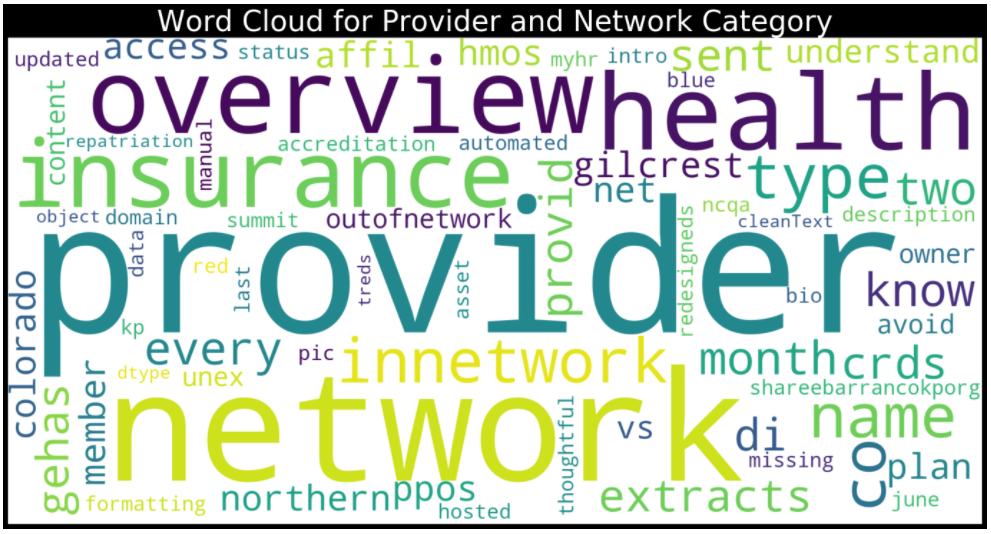 Word Cloud for Provider and Network Category
updated
access
status
affil
hmos
myhr
intro
sent
understand
overview
health
blue
content
repatriation
manual
accreditation
automated
insurance
provid
gilcrest
net
type
two
object
domain
summit
outofnetwork
redesigneds
ncqa
cleanText
description
provider
data
red
last
treds
asset
bio
owner
know
avoid
colorado
kp
every
pic
innetwork
month
crds
dtype
unex
shareebarrancokporg
gehas
member
network
thoughtful
vs
di
name
missing
co
plan
formatting
northern
ppos
hosted
extracts
june